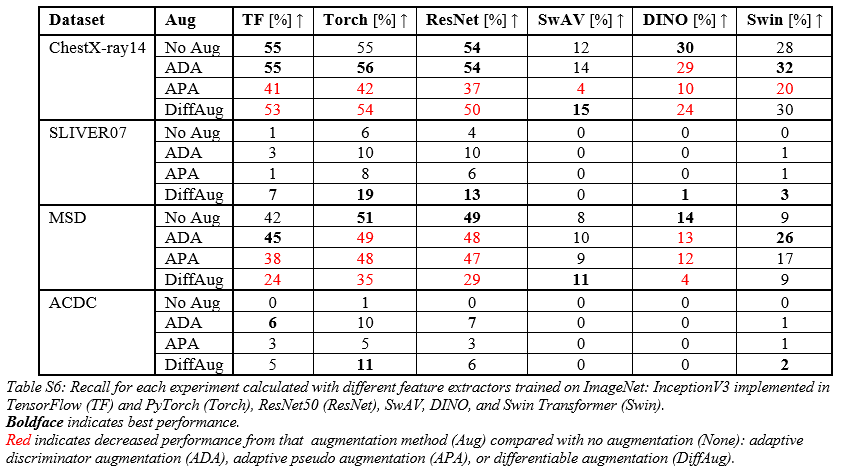 Dataset Aug TF [%] ↑ Torch [%] ↑ ResNet [%] ↑ SwAV [%] ↑ DINO [%] ↑ Swin [%] ↑
ChestX-ray14 No Aug 55 55 54 12 30 28
ADA 55 56 54 14 29 32
APA 41 42 37 4 10 20
DiffAug 53 54 50 15 24 30
SLIVER07 No Aug 1 6 4 0 0 0
ADA 3 10 10 0 0 1
APA 1 8 6 0 0 1
DiffAug 7 19 13 0 1 3
MSD No Aug 42 51 49 8 14 9
ADA 45 49 48 10 13 26
APA 38 48 47 9 12 17
DiffAug 24 35 29 11 4 9
ACDC No Aug 0 1 0 0 0 0
ADA 6 10 7 0 0 1
APA 3 5 3 0 0 1
DiffAug 5 11 6 0 0 2
Table S6: Recall for each experiment calculated with different feature extractors trained on ImageNet: InceptionV3 implemented in
TensorFlow (TF) and PyTorch (Torch), ResNet50 (ResNet), SwAV, DINO, and Swin Transformer (Swin).
Boldface indicates best performance.
Red indicates decreased performance from that augmentation method (Aug) compared with no augmentation (None): adaptive
discriminator augmentation (ADA), adaptive pseudo augmentation (APA), or differentiable augmentation (DiffAug).